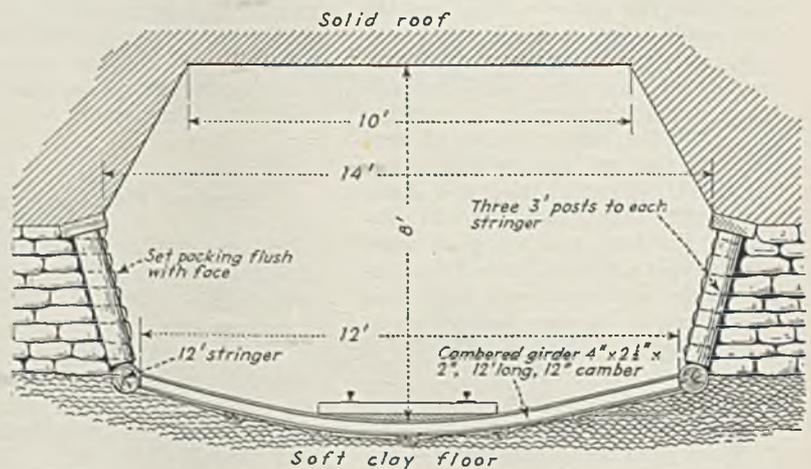 Solid roof
10'
14'
8'
Three 3' posts to each
stringer
Set packing flush
with face
12'
12' stringer
Cambered girder 4" x 2½" x
2", 12' long, 12" camber
Soft clay floor